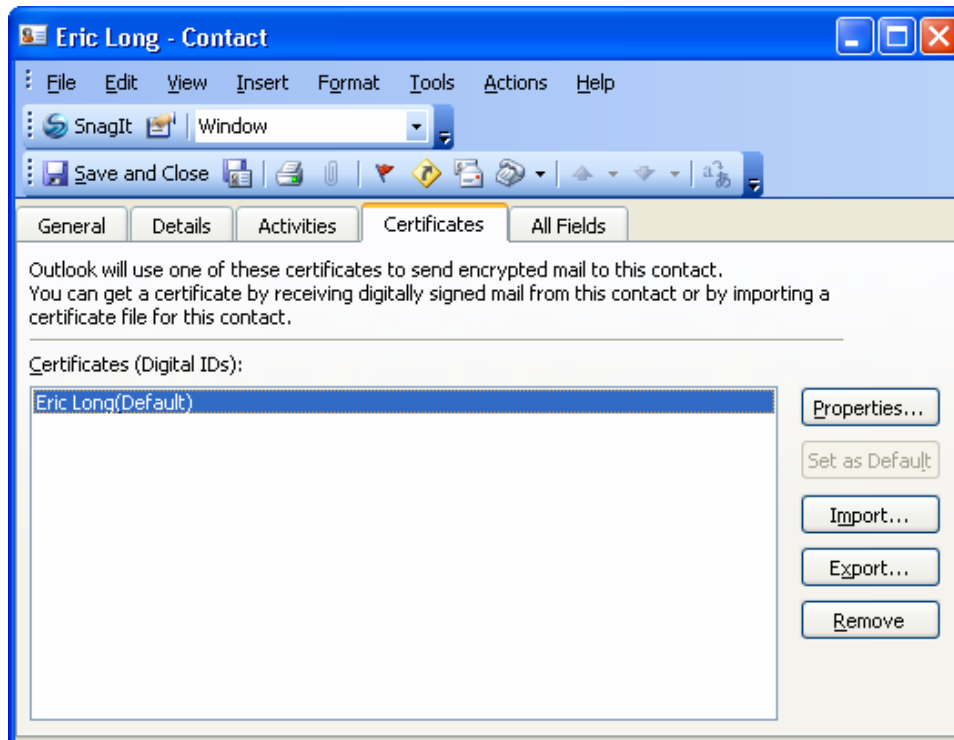 Eric Long - Contact
File Edit View Insert Format Tools Actions Help
SnagIt Window
Save and Close
General Details Activities Certificates All Fields
Outlook will use one of these certificates to send encrypted mail to this contact.
You can get a certificate by receiving digitally signed mail from this contact or by importing a
certificate file for this contact.
Certificates (Digital IDs):
Eric Long(Default)
Properties...
Set as Default
Import...
Export...
Remove